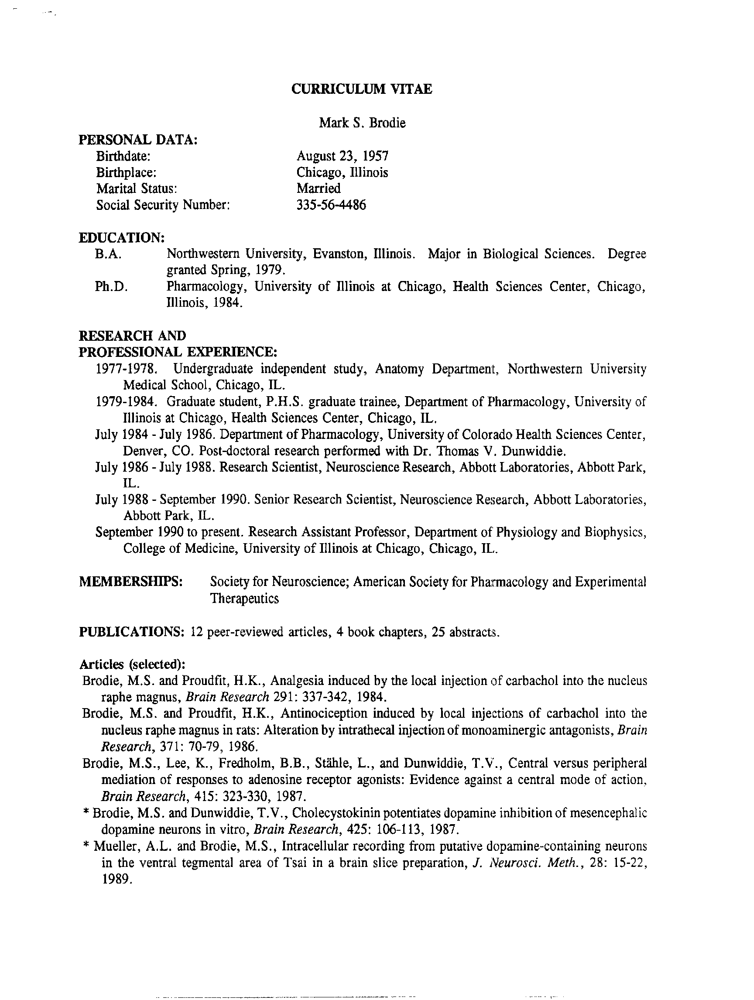 CURRICULUM VITAE
Mark S. Brodie
PERSONAL DATA:
Birthdate: August 23, 1957
Birthplace: Chicago, Illinois
Marital Status: Married
Social Security Number: 335-56-4486
EDUCATION:
B.A. Northwestern University, Evanston, Illinois. Major in Biological Sciences. Degree
granted Spring, 1979.
Ph.D. Pharmacology, University of Illinois at Chicago, Health Sciences Center, Chicago,
Illinois, 1984.
RESEARCH AND
PROFESSIONAL EXPERIENCE:
1977-1978. Undergraduate independent study, Anatomy Department, Northwestern University
Medical School, Chicago, IL.
1979-1984. Graduate student, P.H.S. graduate trainee, Department of Pharmacology, University of
Illinois at Chicago, Health Sciences Center, Chicago, IL.
July 1984 - July 1986. Department of Pharmacology, University of Colorado Health Sciences Center,
Denver, CO. Post-doctoral research performed with Dr. Thomas V. Dunwiddie.
July 1986 - July 1988. Research Scientist, Neuroscience Research, Abbott Laboratories, Abbott Park,
IL.
July 1988 - September 1990. Senior Research Scientist, Neuroscience Research, Abbott Laboratories,
Abbott Park, IL.
September 1990 to present. Research Assistant Professor, Department of Physiology and Biophysics,
College of Medicine, University of Illinois at Chicago, Chicago, IL.
MEMBERSHIPS: Society for Neuroscience; American Society for Pharmacology and Experimental
Therapeutics
PUBLICATIONS: 12 peer-reviewed articles, 4 book chapters, 25 abstracts.
Articles (selected):
Brodie, M.S. and Proudfit, H.K., Analgesia induced by the local injection of carbachol into the nucleus
raphe magnus, Brain Research 291: 337-342, 1984.
Brodie, M.S. and Proudfit, H.K., Antinociception induced by local injections of carbachol into the
nucleus raphe magnus in rats: Alteration by intrathecal injection of monoaminergic antagonists, Brain
Research, 371: 70-79, 1986.
Brodie, M.S., Lee, K., Fredholm, B.B., Ståhle, L., and Dunwiddie, T.V., Central versus peripheral
mediation of responses to adenosine receptor agonists: Evidence against a central mode of action,
Brain Research, 415: 323-330, 1987.
* Brodie, M.S. and Dunwiddie, T.V., Cholecystokinin potentiates dopamine inhibition of mesencephalic
dopamine neurons in vitro, Brain Research, 425: 106-113, 1987.
* Mueller, A.L. and Brodie, M.S., Intracellular recording from putative dopamine-containing neurons
in the ventral tegmental area of Tsai in a brain slice preparation, J. Neurosci. Meth., 28: 15-22,
1989.